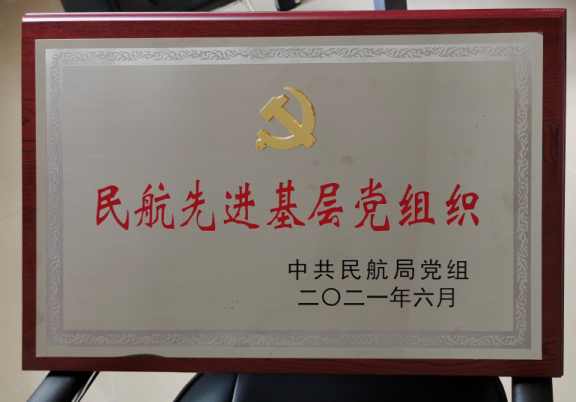 民航先进基层党组织
中共民航局党组
二〇二一年六月